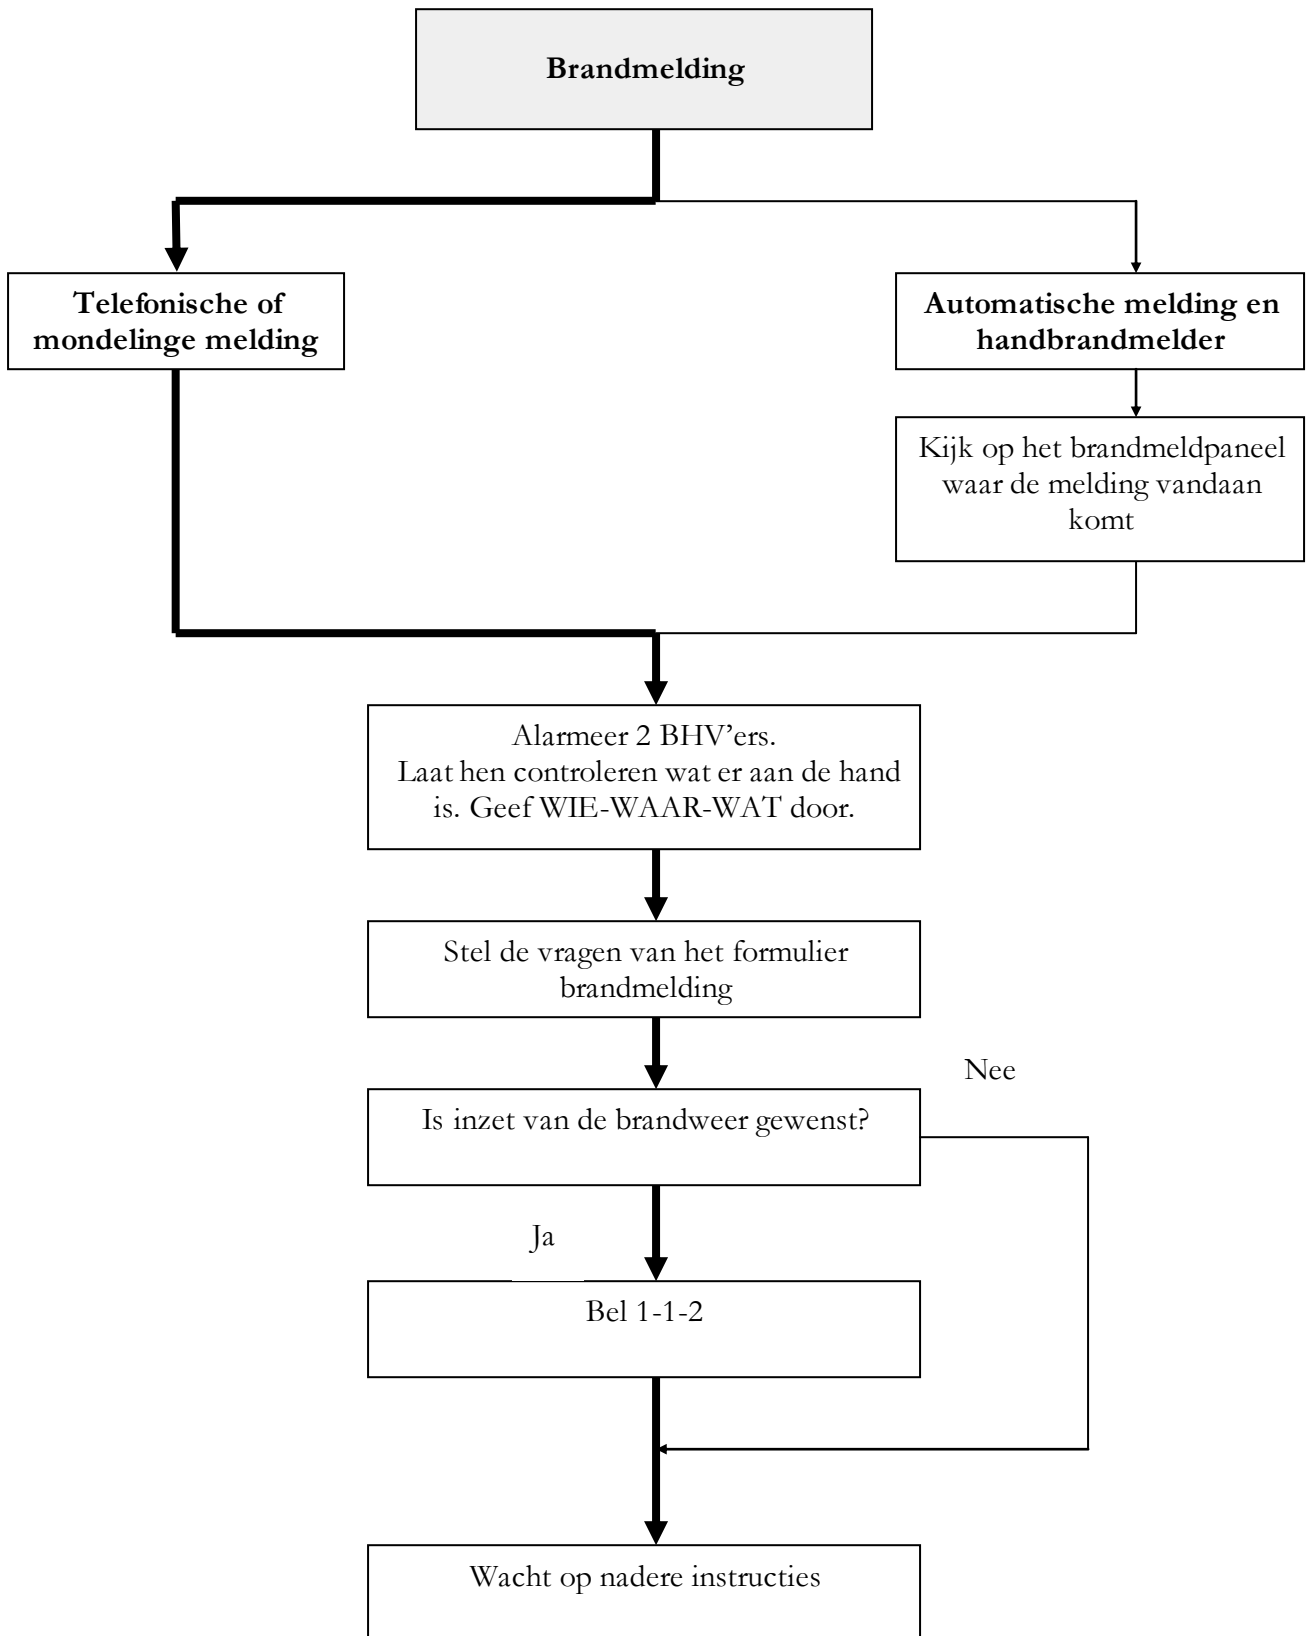 Brandmelding
Telefonische of
mondelinge melding
Automatische melding en
handbrandmelder
Kijk op het brandmeldpaneel
waar de melding vandaan
komt
Alarmeer 2 BHV’ers.
Laat hen controleren wat er aan de hand
is. Geef WIE-WAAR-WAT door.
Stel de vragen van het formulier
brandmelding
Nee
Is inzet van de brandweer gewenst?
Ja
Bel 1-1-2
Wacht op nadere instructies